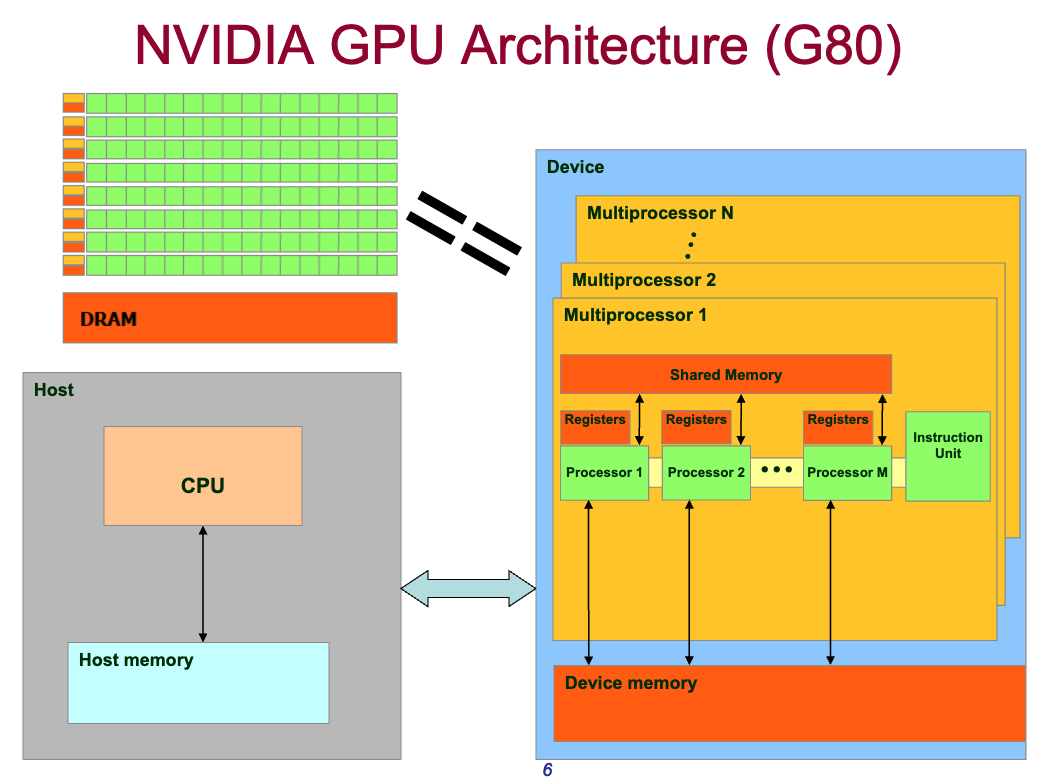 NVIDIA GPU Architecture (G80)
DRAM
Host
CPU
Host memory
Device
Multiprocessor N
Multiprocessor 2
Multiprocessor 1
Shared Memory
Registers
Registers
Registers
Instruction
Unit
Processor 1
Processor 2
Processor M
Device memory
6